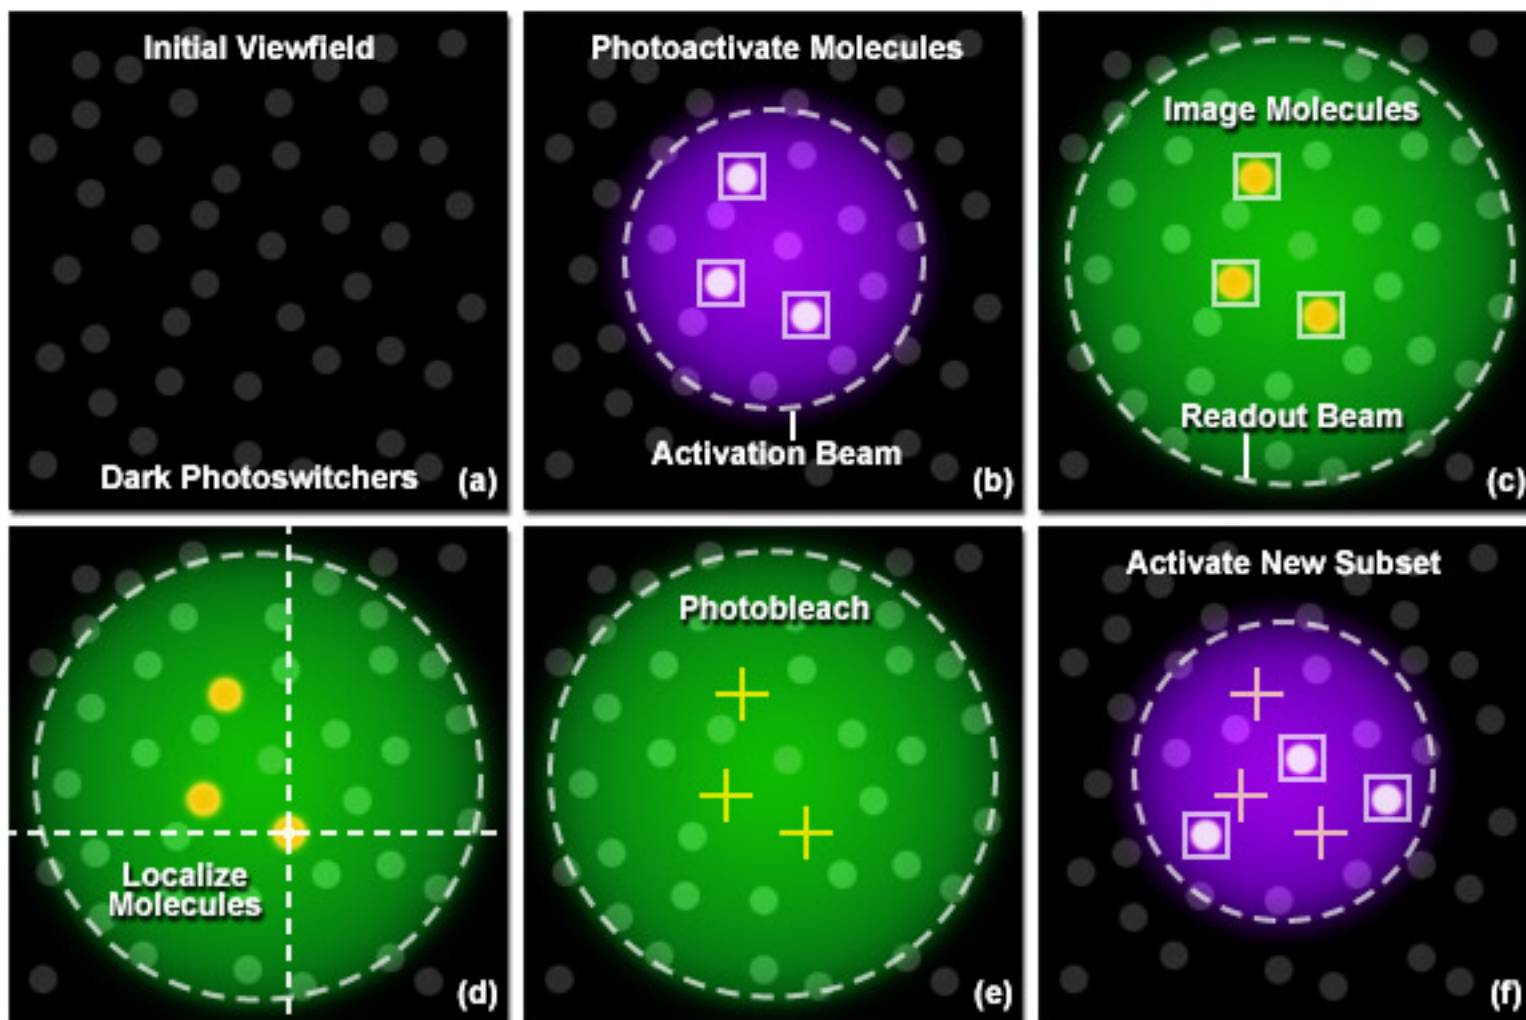 Initial Viewfield
Dark Photoswitchers
(a)
Photoactivate Molecules
Activation Beam
(b)
Image Molecules
Readout Beam
(c)
Localize
Molecules
(d)
Photobleach
(e)
Activate New Subset
(f)